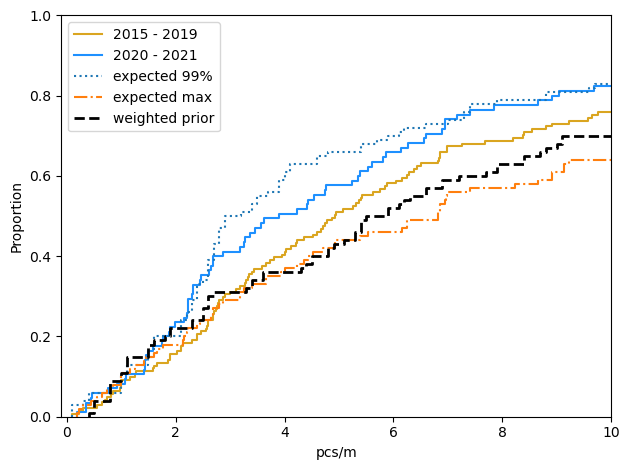 1.0
2015 - 2019
2020 - 2021
expected 99%
expected max
weighted prior
0.8
0.6
0.4
0.2
0.0
Proportion
0 2 4 6 8 10
pcs/m